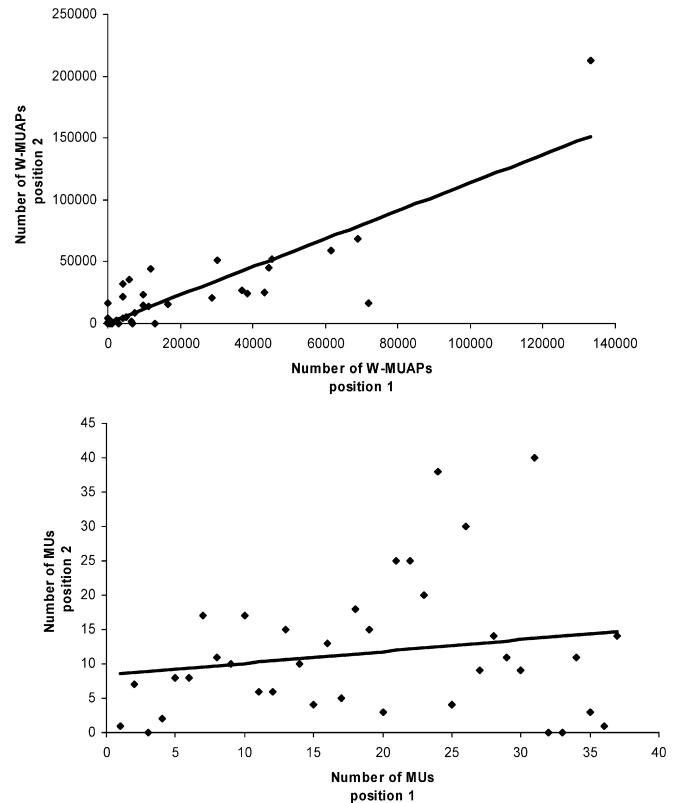 250000
200000
150000
100000
50000
0
Number of W-MUAPs
position 2
0 20000 40000 60000 80000 100000 120000 140000
Number of W-MUAPs
position 1
45
40
35
30
25
20
15
10
5
0
Number of MUs
position 2
0 5 10 15 20 25 30 35 40
Number of MUs
position 1